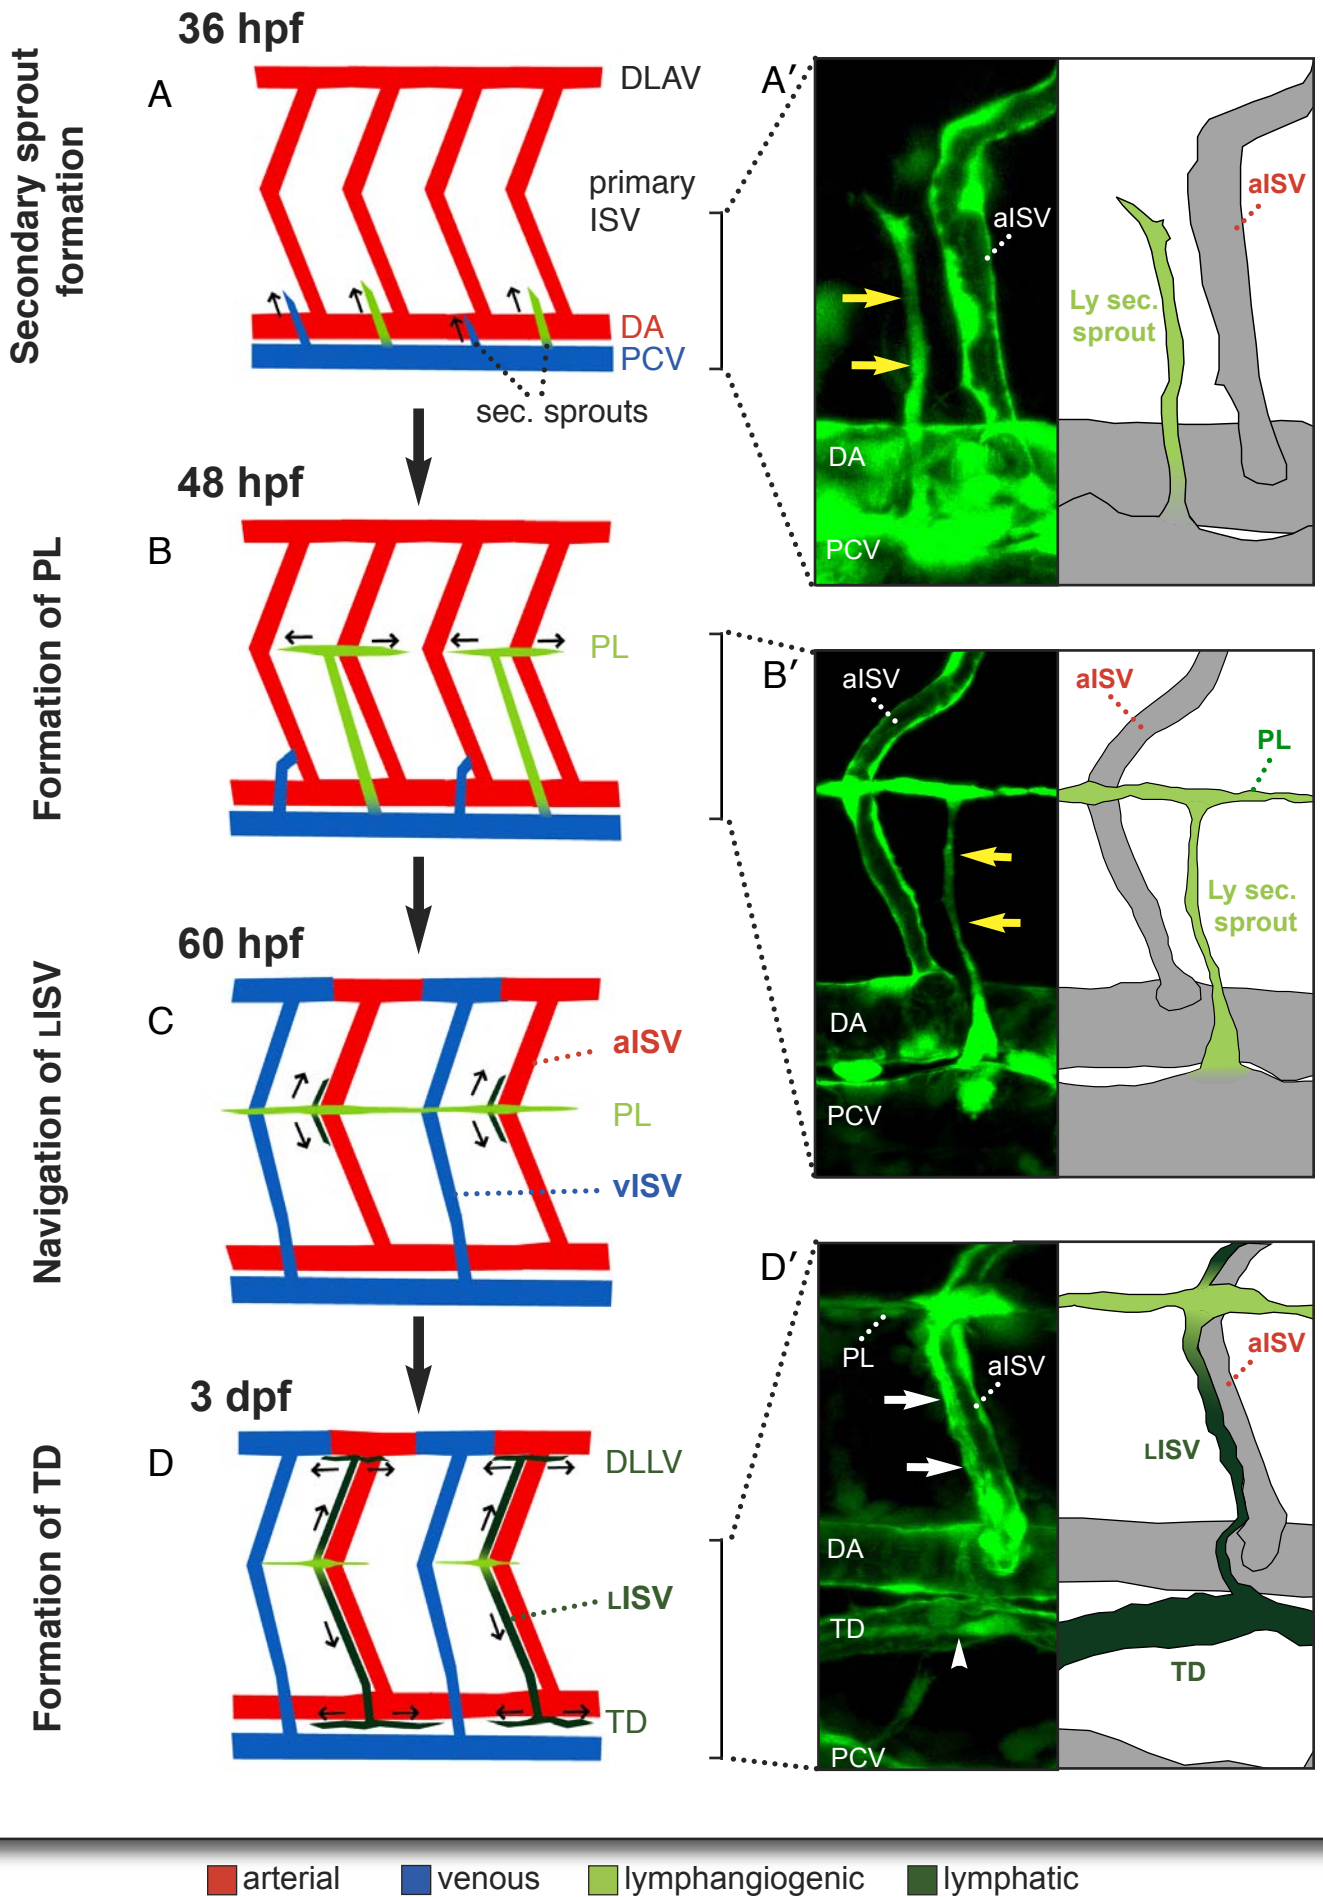 36 hpf
Secondary sprout
formation
A
DLAV
primary
ISV
DA
PCV
sec. sprouts
A′
aISV
DA
PCV
aISV
Ly sec.
sprout
48 hpf
Formation of PL
B
PL
B′
aISV
DA
PCV
aISV
PL
Ly sec.
sprout
60 hpf
Navigation of LISV
C
aISV
PL
vISV
3 dpf
Formation of TD
D
DLLV
LISV
TD
D′
PL
aISV
DA
TD
PCV
aISV
LISV
TD
arterial
venous
lymphangiogenic
lymphatic